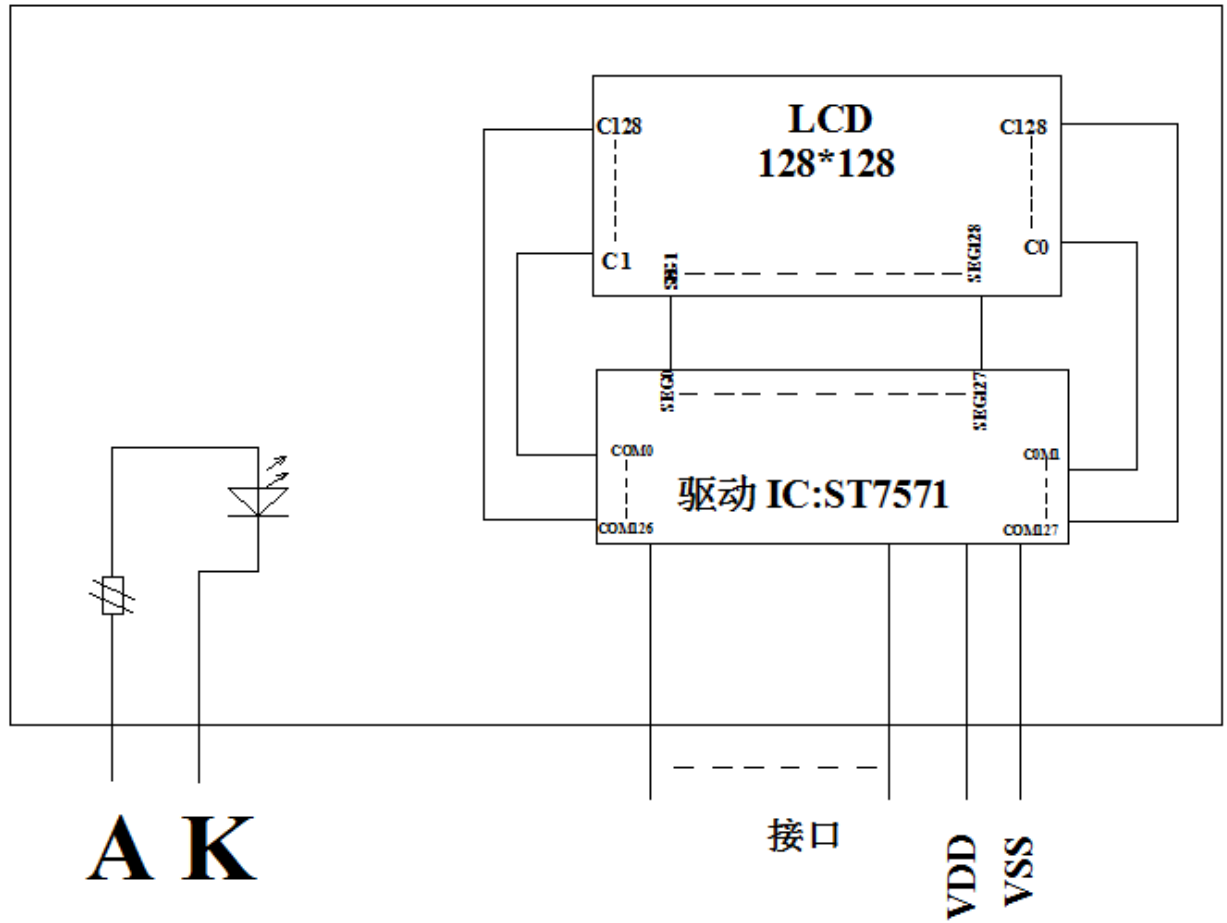 LCD
128*128
C128
C128
C1
C0
SEG128
SEG0
SEG127
COM0
COM1
驱动 IC:ST7571
COM126
COM127
接口
A K
VDD
VSS